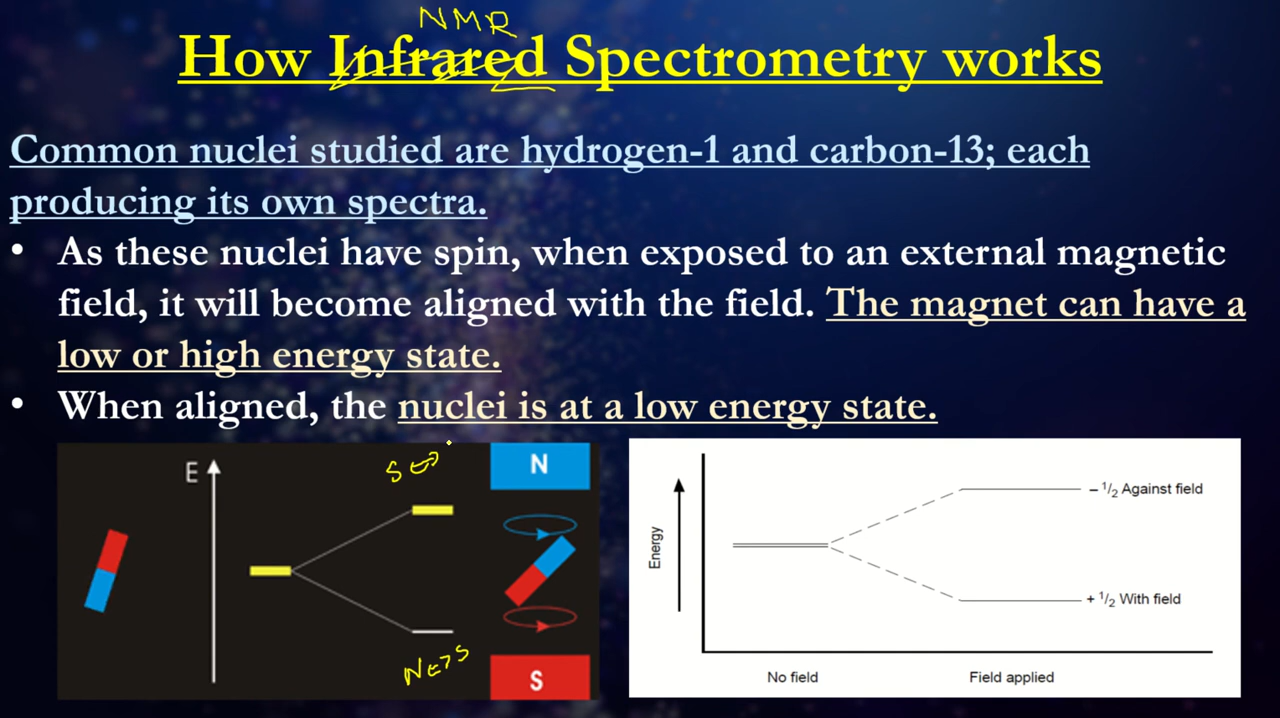 NMR
How Infrared Spectrometry works
Common nuclei studied are hydrogen-1 and carbon-13; each
producing its own spectra.
• As these nuclei have spin, when exposed to an external magnetic
field, it will become aligned with the field. The magnet can have a
low or high energy state.
• When aligned, the nuclei is at a low energy state.
E
S ⇔
N
N ↔ S
S
Energy
– 1/2 Against field
+ 1/2 With field
No field
Field applied